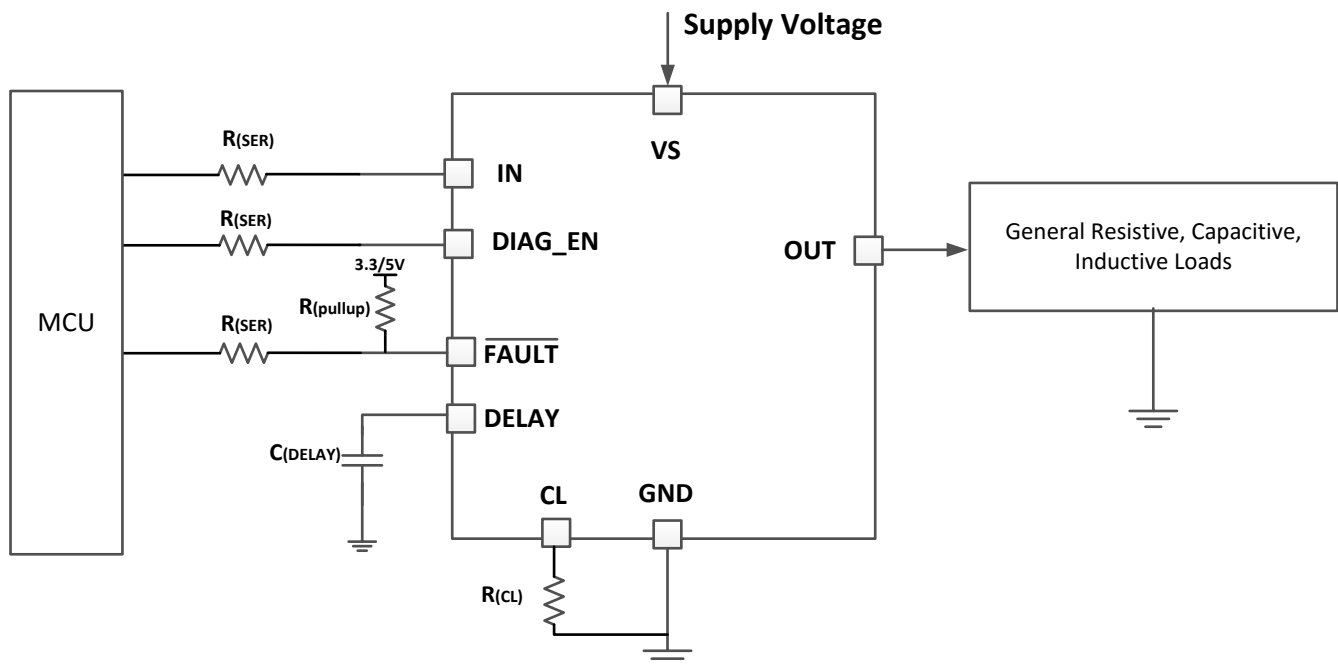 Supply Voltage
R(SER)
VS
IN
R(SER)
DIAG_EN
3.3/5V
OUT
General Resistive, Capacitive,
Inductive Loads
R(pullup)
MCU
R(SER)
FAULT
DELAY
C(DELAY)
CL
GND
R(CL)